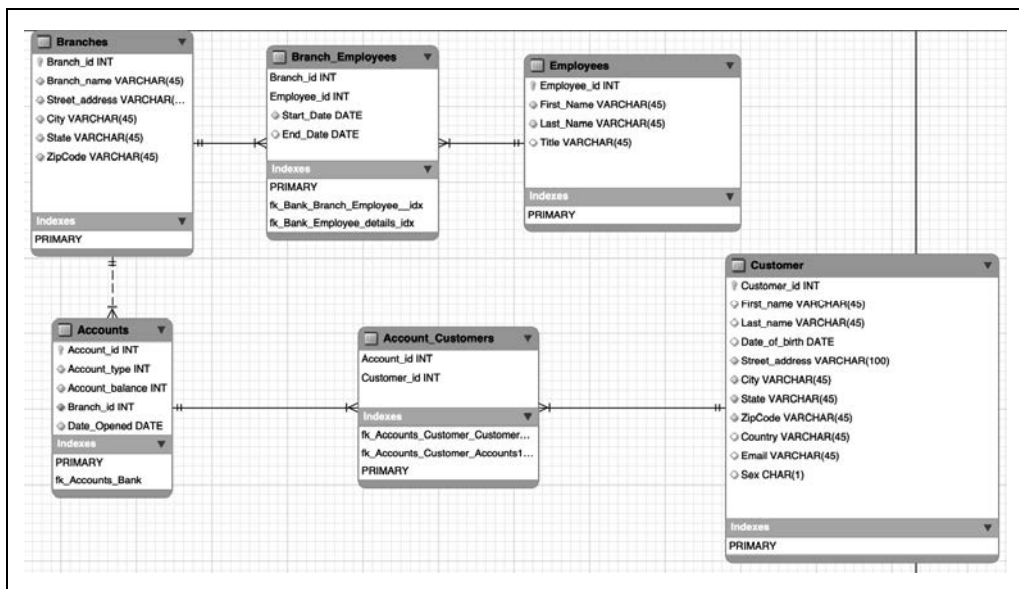 Branches
Branch_id INT
Branch_name VARCHAR(45)
Street_address VARCHAR(...
City VARCHAR(45)
State VARCHAR(45)
ZipCode VARCHAR(45)
Indexes
PRIMARY
Branch_Employees
Branch_id INT
Employee_id INT
Start_Date DATE
End_Date DATE
Indexes
PRIMARY
fk_Bank_Branch_Employee__idx
fk_Bank_Employee_details_idx
Employees
Employee_id INT
First_Name VARCHAR(45)
Last_Name VARCHAR(45)
Title VARCHAR(45)
Indexes
PRIMARY
Accounts
Account_id INT
Account_type INT
Account_balance INT
Branch_id INT
Date_Opened DATE
Indexes
PRIMARY
fk_Accounts_Bank
Account_Customers
Account_id INT
Customer_id INT
Indexes
fk_Accounts_Customer_Customer...
fk_Accounts_Customer_Accounts1...
PRIMARY
Customer
Customer_id INT
First_name VARCHAR(45)
Last_name VARCHAR(45)
Date_of_birth DATE
Street_address VARCHAR(100)
City VARCHAR(45)
State VARCHAR(45)
ZipCode VARCHAR(45)
Country VARCHAR(45)
Email VARCHAR(45)
Sex CHAR(1)
Indexes
PRIMARY